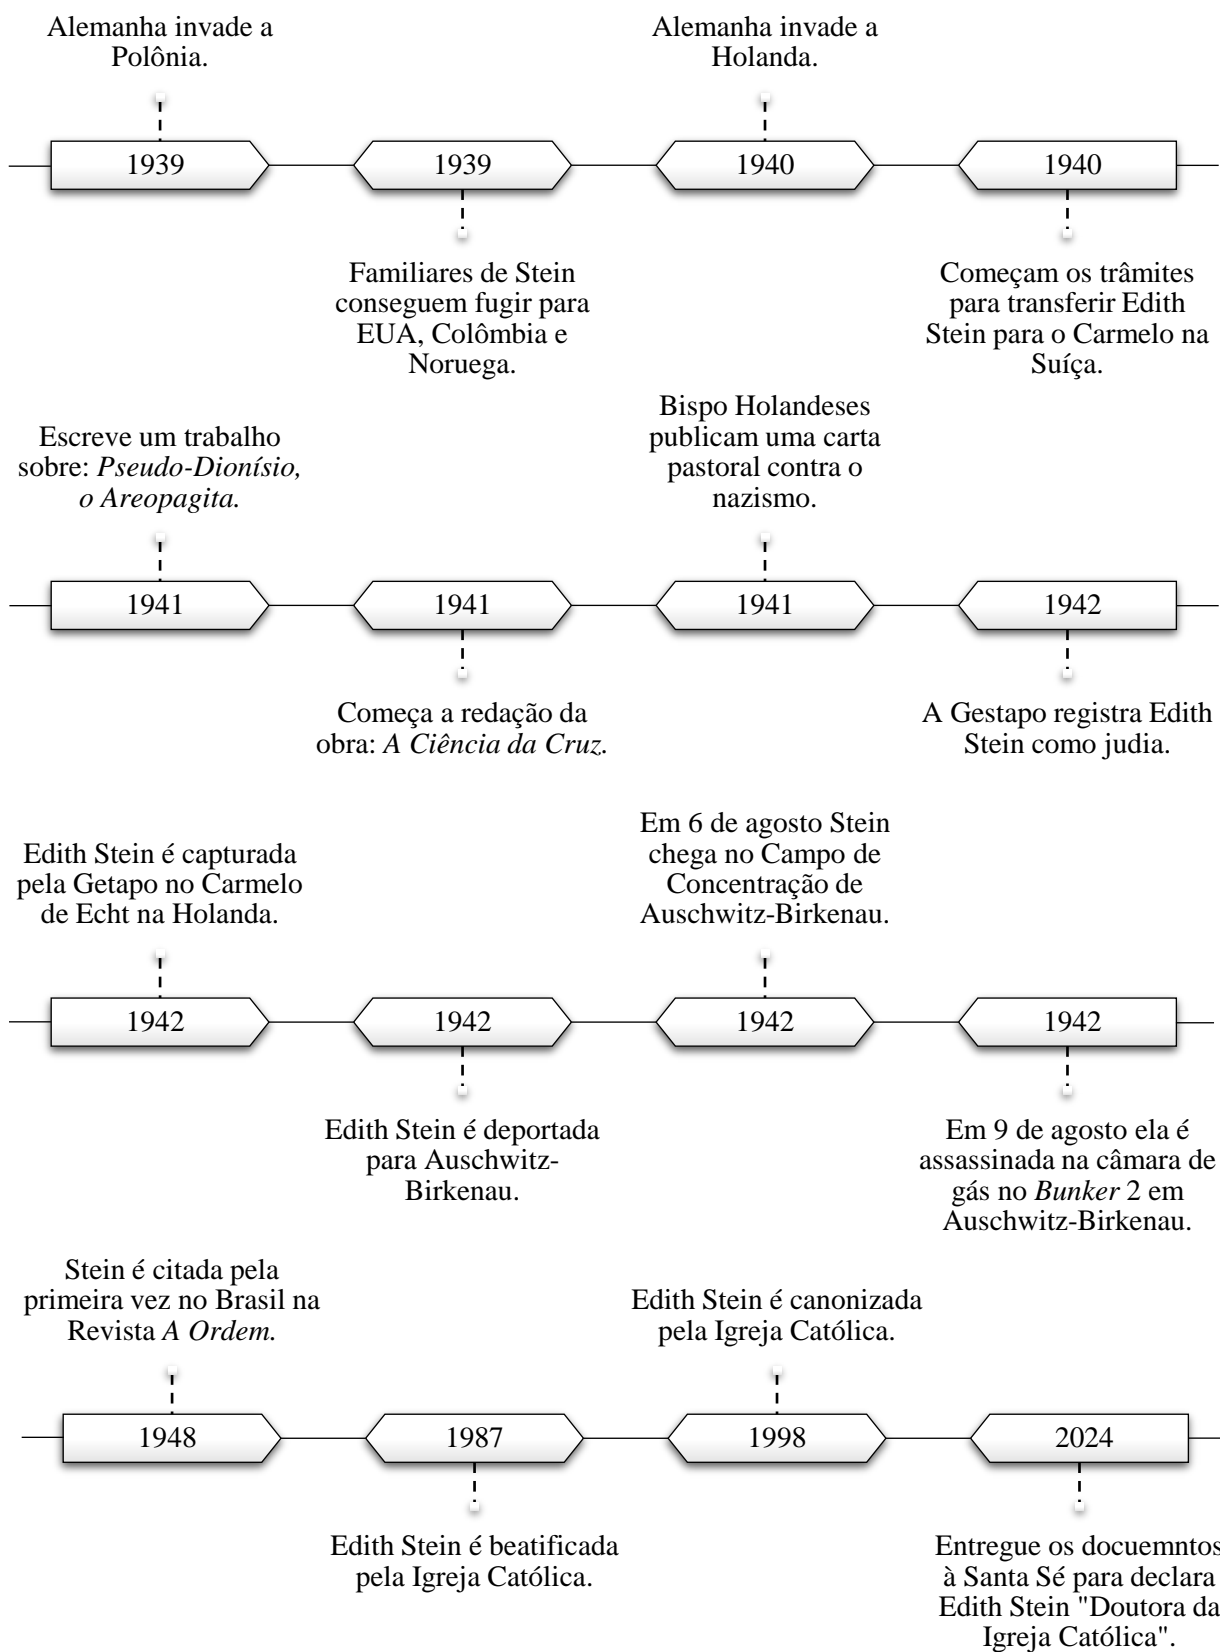 Alemanha invade a
Polônia.
1939
1939
Familiares de Stein
conseguem fugir para
EUA, Colômbia e
Noruega.
Alemanha invade a
Holanda.
1940
1940
Começam os trâmites
para transferir Edith
Stein para o Carmelo na
Suíça.
Escreve um trabalho
sobre: Pseudo-Dionísio,
o Areopagita.
1941
1941
Começa a redação da
obra: A Ciência da Cruz.
Bispo Holandeses
publicam uma carta
pastoral contra o
nazismo.
1941
1942
A Gestapo registra Edith
Stein como judia.
Edith Stein é capturada
pela Getapo no Carmelo
de Echt na Holanda.
1942
1942
Edith Stein é deportada
para Auschwitz-
Birkenau.
Em 6 de agosto Stein
chega no Campo de
Concentração de
Auschwitz-Birkenau.
1942
1942
Em 9 de agosto ela é
assassinada na câmara de
gás no Bunker 2 em
Auschwitz-Birkenau.
Stein é citada pela
primeira vez no Brasil na
Revista A Ordem.
1948
1987
Edith Stein é beatificada
pela Igreja Católica.
Edith Stein é canonizada
pela Igreja Católica.
1998
2024
Entregue os docuemntos
à Santa Sé para declara
Edith Stein "Doutora da
Igreja Católica".